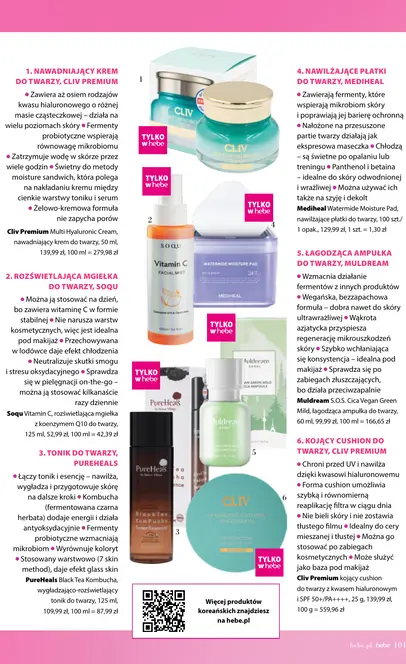 1. NAWADNIAJĄCY KREM
DO TWARZY, CLIV PREMIUM
● Zawiera aż osiem rodzajów
kwasu hialuronowego o różnej
masie cząsteczkowej – działa na
wielu poziomach skóry ● Fermenty
probiotyczne wspierają
równowagę mikrobiomu
● Zatrzymuje wodę w skórze przez
wiele godzin ● Świetny do metody
moisture sandwich, która polega
na nakładaniu kremu między
cienkie warstwy toniku i serum
● Żelowo-kremowa formuła
nie zapycha porów
Cliv Premium Multi Hyaluronic Cream,
nawadniający krem do twarzy, 50 ml,
139,99 zł, 100 ml = 279,98 zł
2. ROZŚWIETLAJĄCA MGIEŁKA
DO TWARZY, SOQU
● Można ją stosować na dzień,
bo zawiera witaminę C w formie
stabilnej ● Nie narusza warstw
kosmetycznych, więc jest idealna
pod makijaż ● Przechowywana
w lodówce daje efekt chłodzenia
● Neutralizuje skutki smogu
i stresu oksydacyjnego ● Sprawdza
się w pielęgnacji on-the-go –
można ją stosować kilkanaście
razy dziennie
Soqu Vitamin C, rozświetlająca mgiełka
z koenzymem Q10 do twarzy,
125 ml, 52,99 zł, 100 ml = 42,39 zł
3. TONIK DO TWARZY,
PUREHEALS
● Łączy tonik i esencję – nawilża,
wygładza i przygotowuje skórę
na dalsze kroki ● Kombucha
(fermentowana czarna
herbata) dodaje energii i działa
antyoksydacyjnie ● Fermenty
probiotyczne wzmacniają
mikrobiom ● Wyrównuje koloryt
● Stosowany warstwowo (7 skin
method), daje efekt glass skin
PureHeals Black Tea Kombucha,
wygładzająco-rozświetlający
tonik do twarzy, 125 ml,
109,99 zł, 100 ml = 87,99 zł
1
CLIV
CLIV
TYLKO
w hebe
TYLKO
w hebe
2
SOQU
Vitamin C
FACIAL MIST
TYLKO
w hebe
4
WATERMIDE MOISTURE PAD
MEDIHEAL
TYLKO
w hebe
Muldream
5
PureHeals
PureHeals
3
TYLKO
w hebe
6
CLIV
TYLKO
w hebe
Więcej produktów
koreańskich znajdziesz
na hebe.pl
4. NAWILŻAJĄCE PŁATKI
DO TWARZY, MEDIHEAL
● Zawierają fermenty, które
wspierają mikrobiom skóry
i poprawiają jej barierę ochronną
● Nałożone na przesuszone
partie twarzy działają jak
ekspresowa maseczka ● Chłodzą
– są świetne po opalaniu lub
treningu ● Panthenol i betaina
– idealne do skóry odwodnionej
i wrażliwej ● Można używać ich
także na szyję i dekolt
Mediheal Watermide Moisture Pad,
nawilżające płatki do twarzy, 100 szt./
1 opak., 129,99 zł, 1 szt. = 1,30 zł
5. ŁAGODZĄCA AMPUŁKA
DO TWARZY, MULDREAM
● Wzmacnia działanie
fermentów z innych produktów
● Wegańska, bezzapachowa
formuła – dobra nawet do skóry
ultrawrażliwej ● Wąkrota
azjatycka przyspiesza
regenerację mikrouszkodzeń
skóry ● Szybko wchłaniająca
się konsystencja – idealna pod
makijaż ● Sprawdza się po
zabiegach złuszczających,
bo działa przeciwzapalnie
Muldream S.O.S. Cica Vegan Green
Mild, łagodząca ampułka do twarzy,
60 ml, 99,99 zł, 100 ml = 166,65 zł
6. KOJĄCY CUSHION DO
TWARZY, CLIV PREMIUM
● Chroni przed UV i nawilża
dzięki kwasowi hialuronowemu
● Forma cushion umożliwia
szybką i równomierną
reaplikację filtra w ciągu dnia
● Nie bieli skóry i nie zostawia
tłustego filmu ● Idealny do cery
mieszanej i tłustej ● Można go
stosować po zabiegach
kosmetycznych ● Może służyć
jako baza pod makijaż
Cliv Premium kojący cushion
do twarzy z kwasem hialuronowym
i SPF 50+/PA++++, 25 g, 139,99 zł,
100 g = 559,96 zł
hebe.pl hebe 101